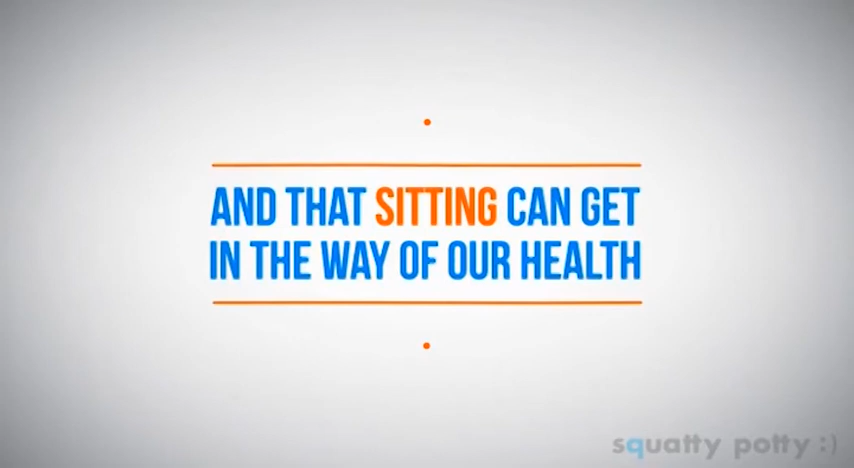 AND THAT SITTING CAN GET
IN THE WAY OF OUR HEALTH
squatty potty :)